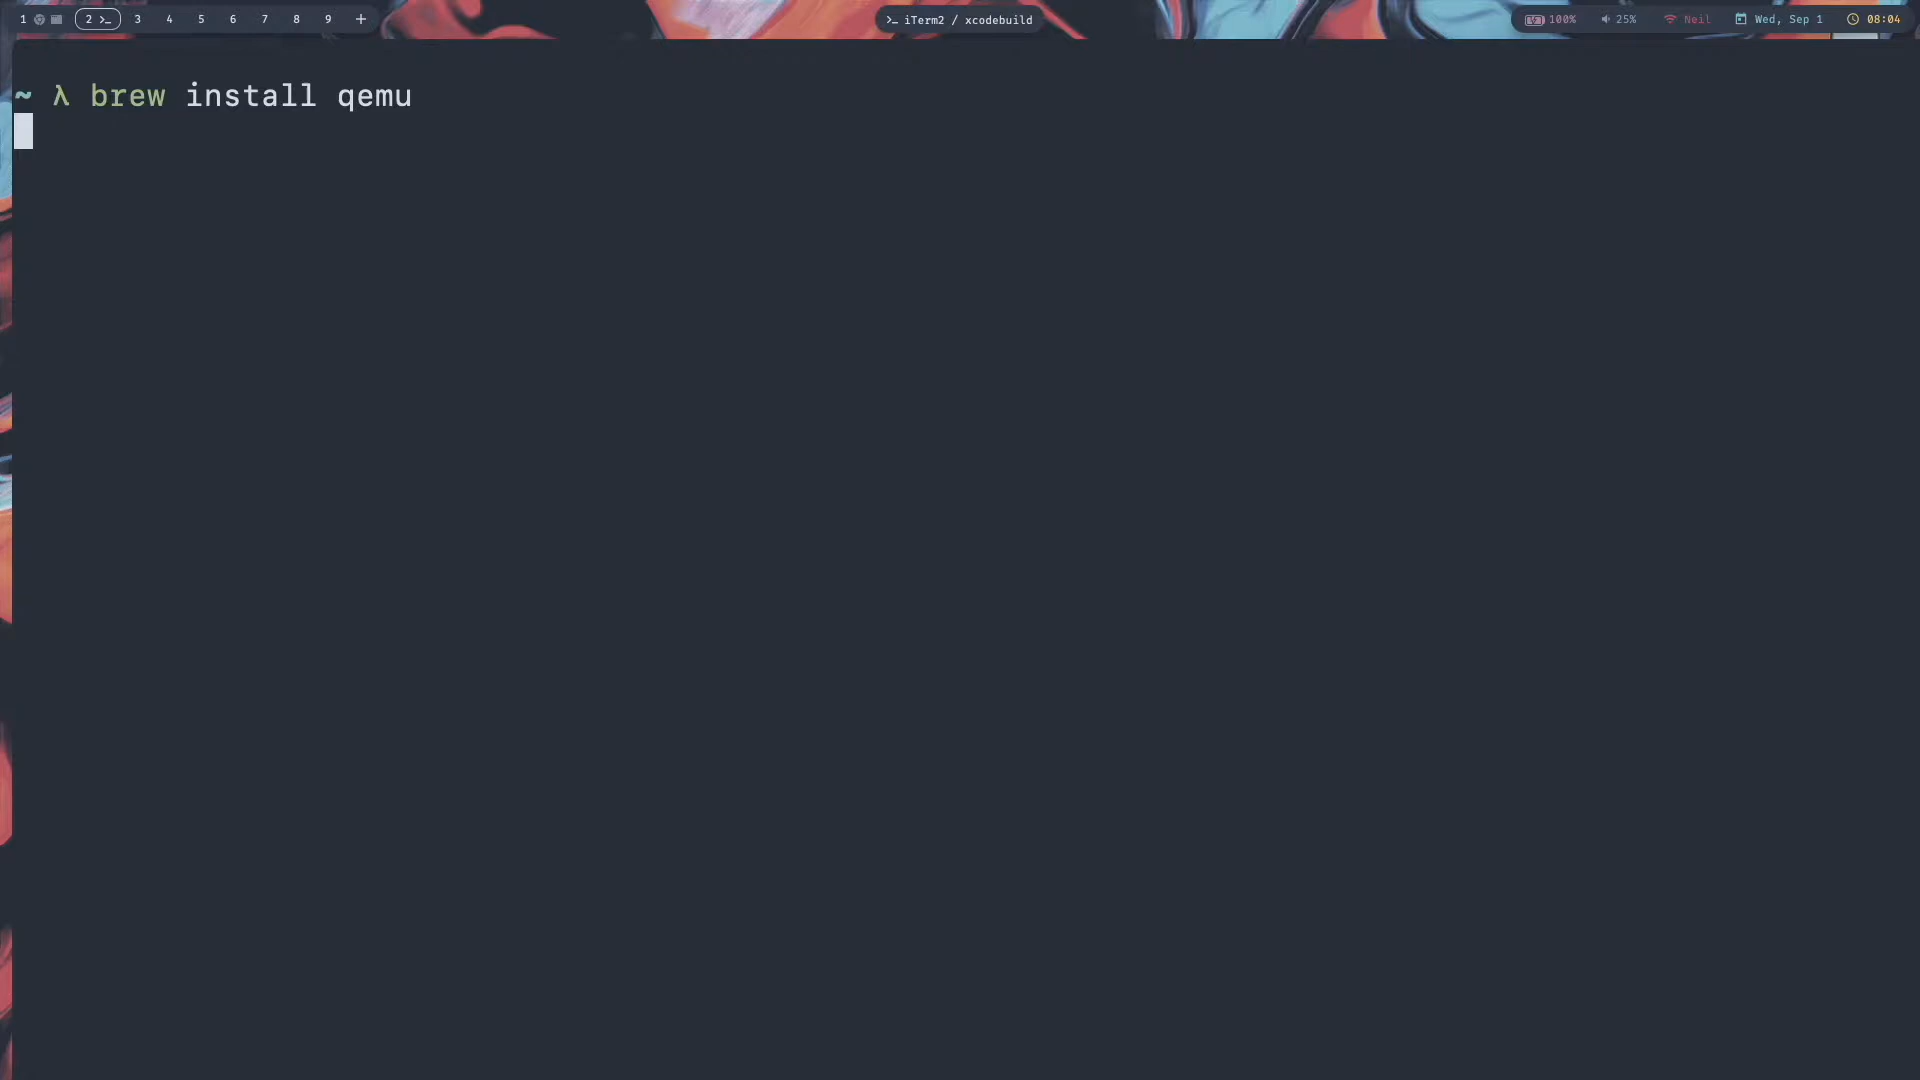 1 2 >_ 3 4 5 6 7 8 9 +
>_ iTerm2 / xcodebuild
100% 25% Neil Wed, Sep 1 08:04
~ λ brew install qemu